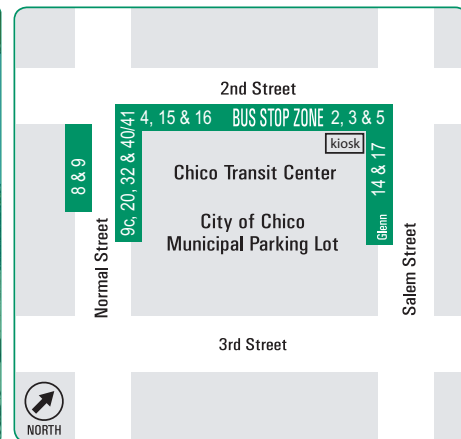 2nd Street
4, 15 & 16 BUS STOP ZONE 2, 3 & 5
kiosk
8 & 9
9c, 20, 32 & 40/41
14 & 17
Glenn
Chico Transit Center
City of Chico
Municipal Parking Lot
Normal Street
Salem Street
3rd Street
NORTH